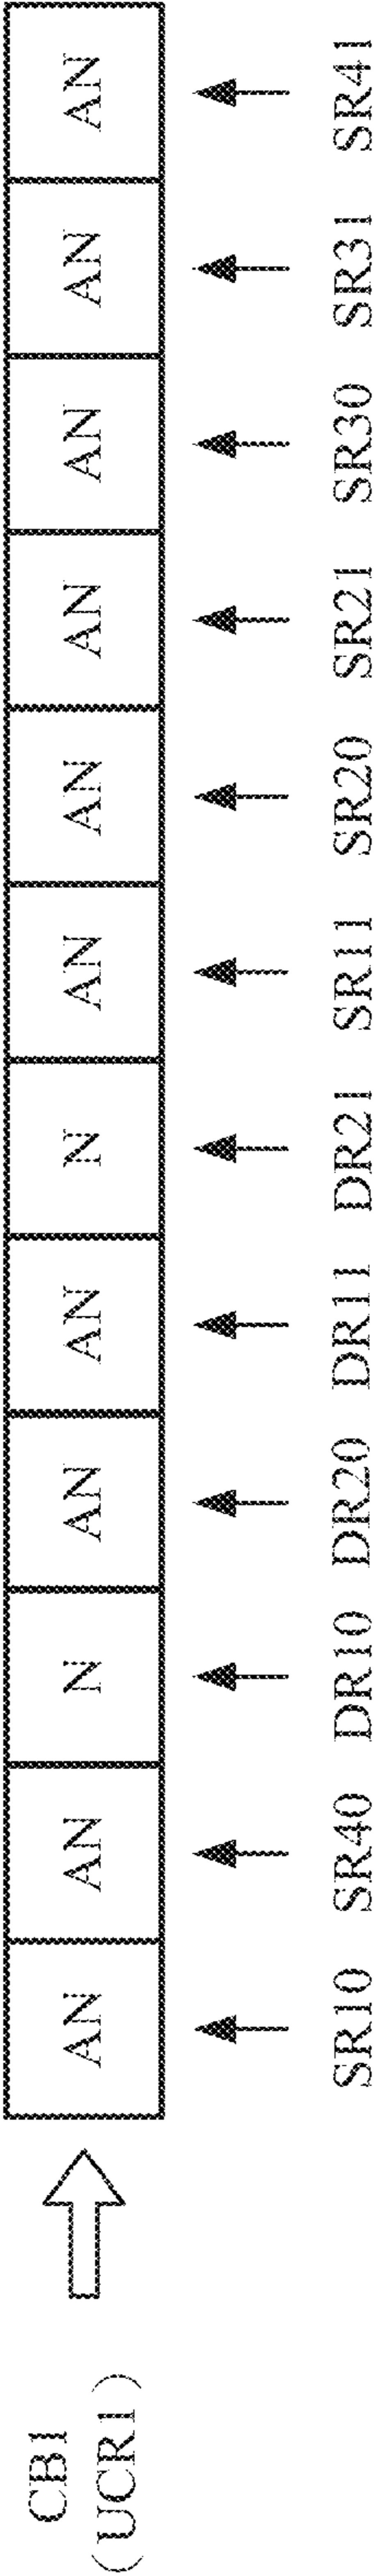 CB1
(UCR1)
AN AN N AN AN N AN AN AN AN AN AN
SR10 SR40 DR10 DR20 DR11 DR21 SR11 SR20 SR21 SR30 SR31 SR41